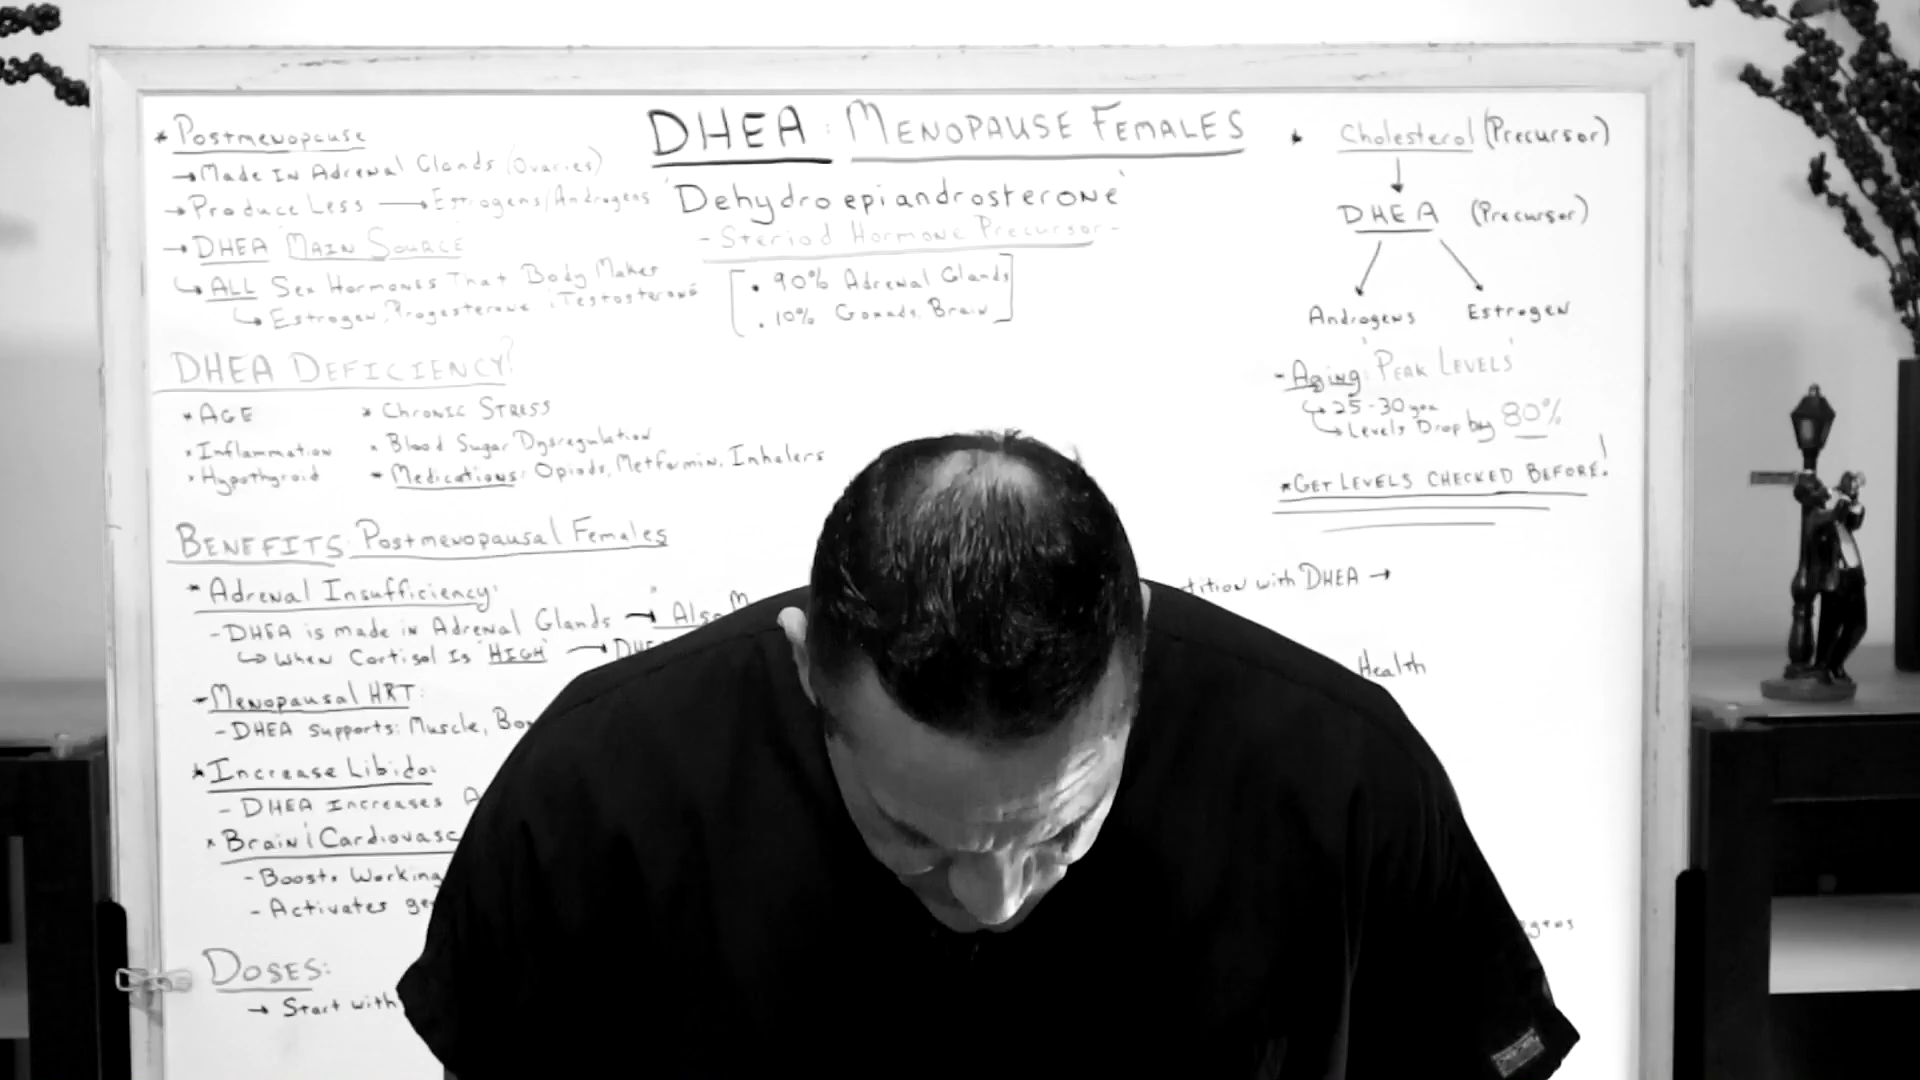 DHEA: MENOPAUSE FEMALES
'Dehydroepiandrosterone'
- Steriod Hormone Precursor -
• 90% Adrenal Glands
• 10% Gonads, Brain
* Postmenopause
→ Made In Adrenal Glands (Ovaries)
→ Produce Less → Estrogens/Androgens
→ DHEA MAIN SOURCE
↳ ALL Sex Hormones That Body Makes
↳ Estrogen, Progesterone, Testosterone
DHEA DEFICIENCY?
* AGE
* Inflammation
* Hypothyroid
* CHRONIC STRESS
* Blood Sugar Dysregulation
* Medications: Opiods, Metformin, Inhalers
BENEFITS: Postmenopausal Females
* Adrenal Insufficiency:
- DHEA is made in Adrenal Glands → Also M
tition with DHEA →
↳ When Cortisol Is 'HIGH' → DHE
Health
- Menopausal HRT:
- DHEA supports: Muscle, Bon
* Increase Libido:
- DHEA Increases A
* Brain/Cardiovasc
- Boosts Working
- Activates ge
DOSES:
→ Start with
* Cholesterol (Precursor)
DHEA (Precursor)
Androgens Estrogen
- Aging: 'PEAK LEVELS'
↳ 25-30 yrs
↳ Levels Drop by 80%
* GET LEVELS CHECKED BEFORE!